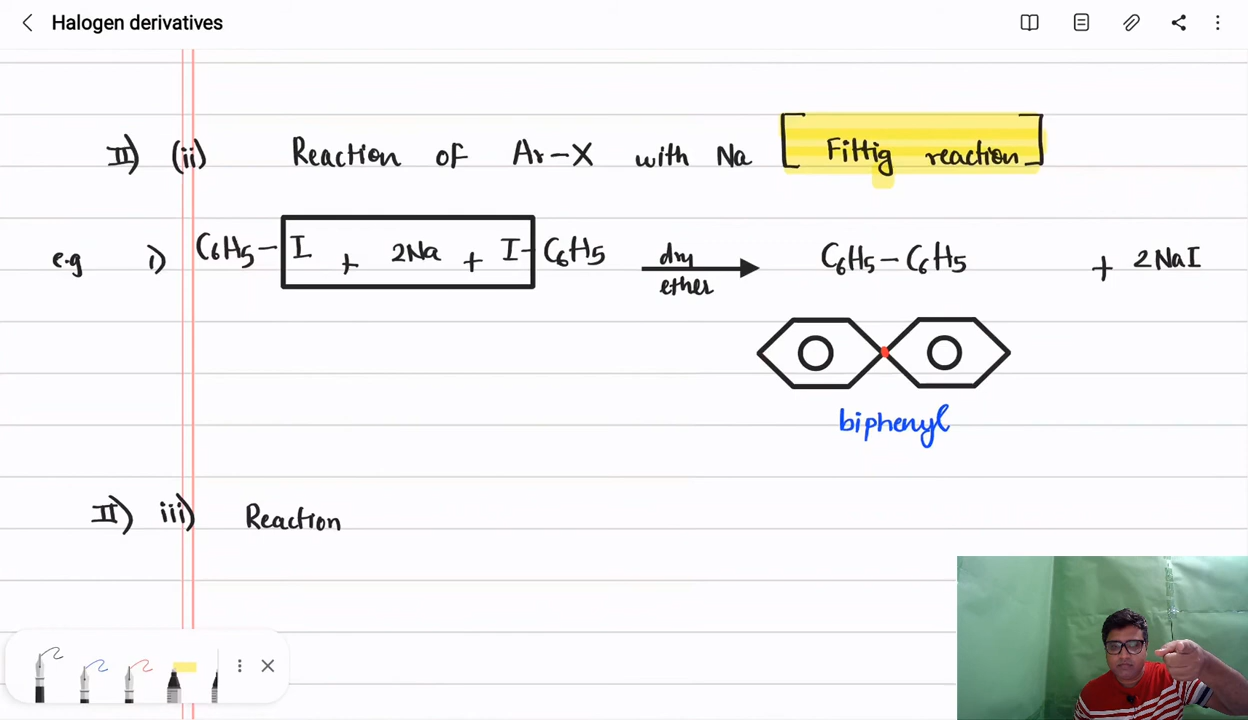 Halogen derivatives
II) (ii) Reaction of Ar-X with Na [Fittig reaction]
e.g i) C6H5-I + 2Na + I-C6H5 dry ether C6H5-C6H5 + 2NaI
biphenyl
II) iii) Reaction